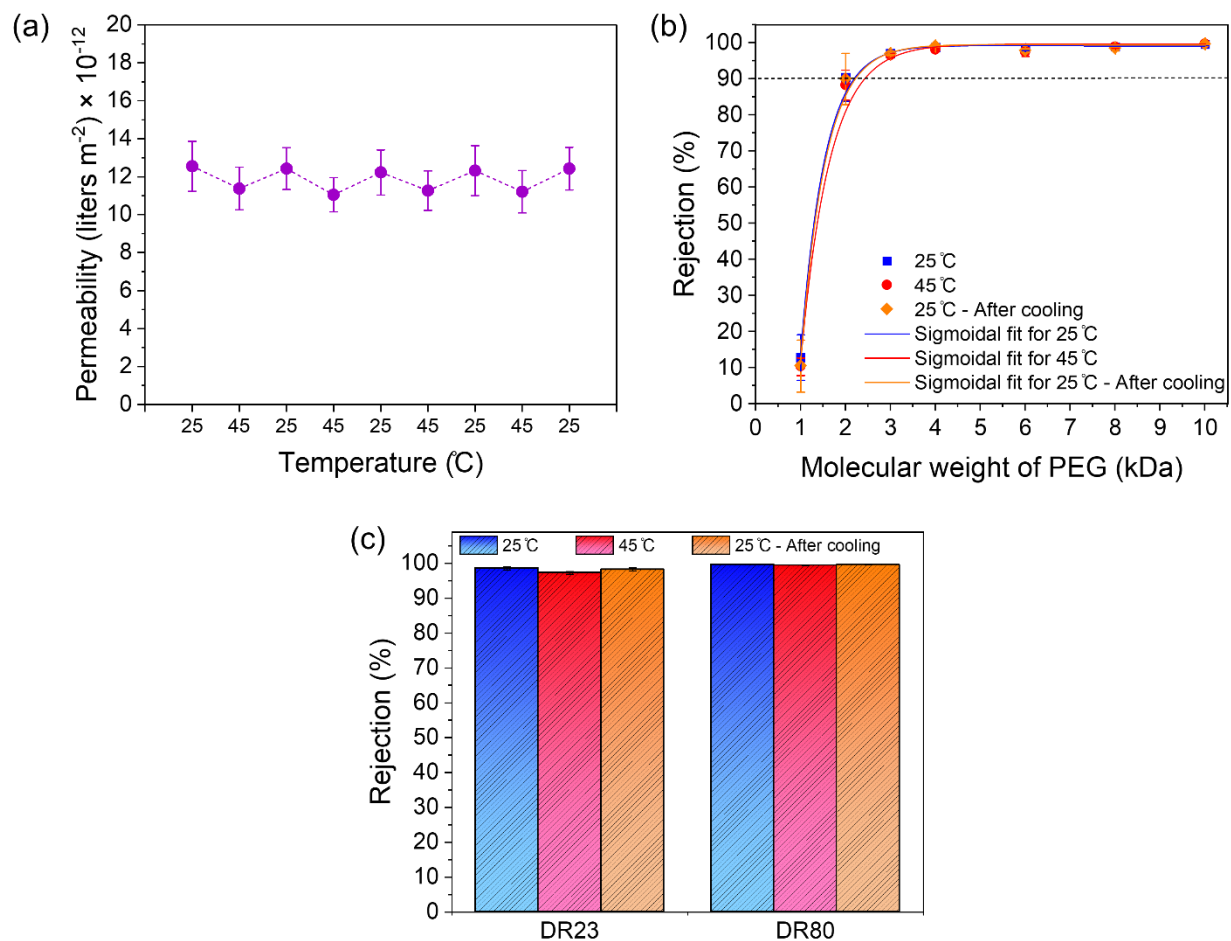 (a)
Permeability (liters m⁻²) × 10⁻¹²
20
18
16
14
12
10
8
6
4
2
0
25 45 25 45 25 45 25 45 25
Temperature (℃)
(b)
Rejection (%)
100
90
80
70
60
50
40
30
20
10
0
25℃
45℃
25℃ - After cooling
Sigmoidal fit for 25℃
Sigmoidal fit for 45℃
Sigmoidal fit for 25℃ - After cooling
0 1 2 3 4 5 6 7 8 9 10
Molecular weight of PEG (kDa)
(c)
Rejection (%)
25℃ 45℃ 25℃ - After cooling
100
90
80
70
60
50
40
30
20
10
0
DR23 DR80